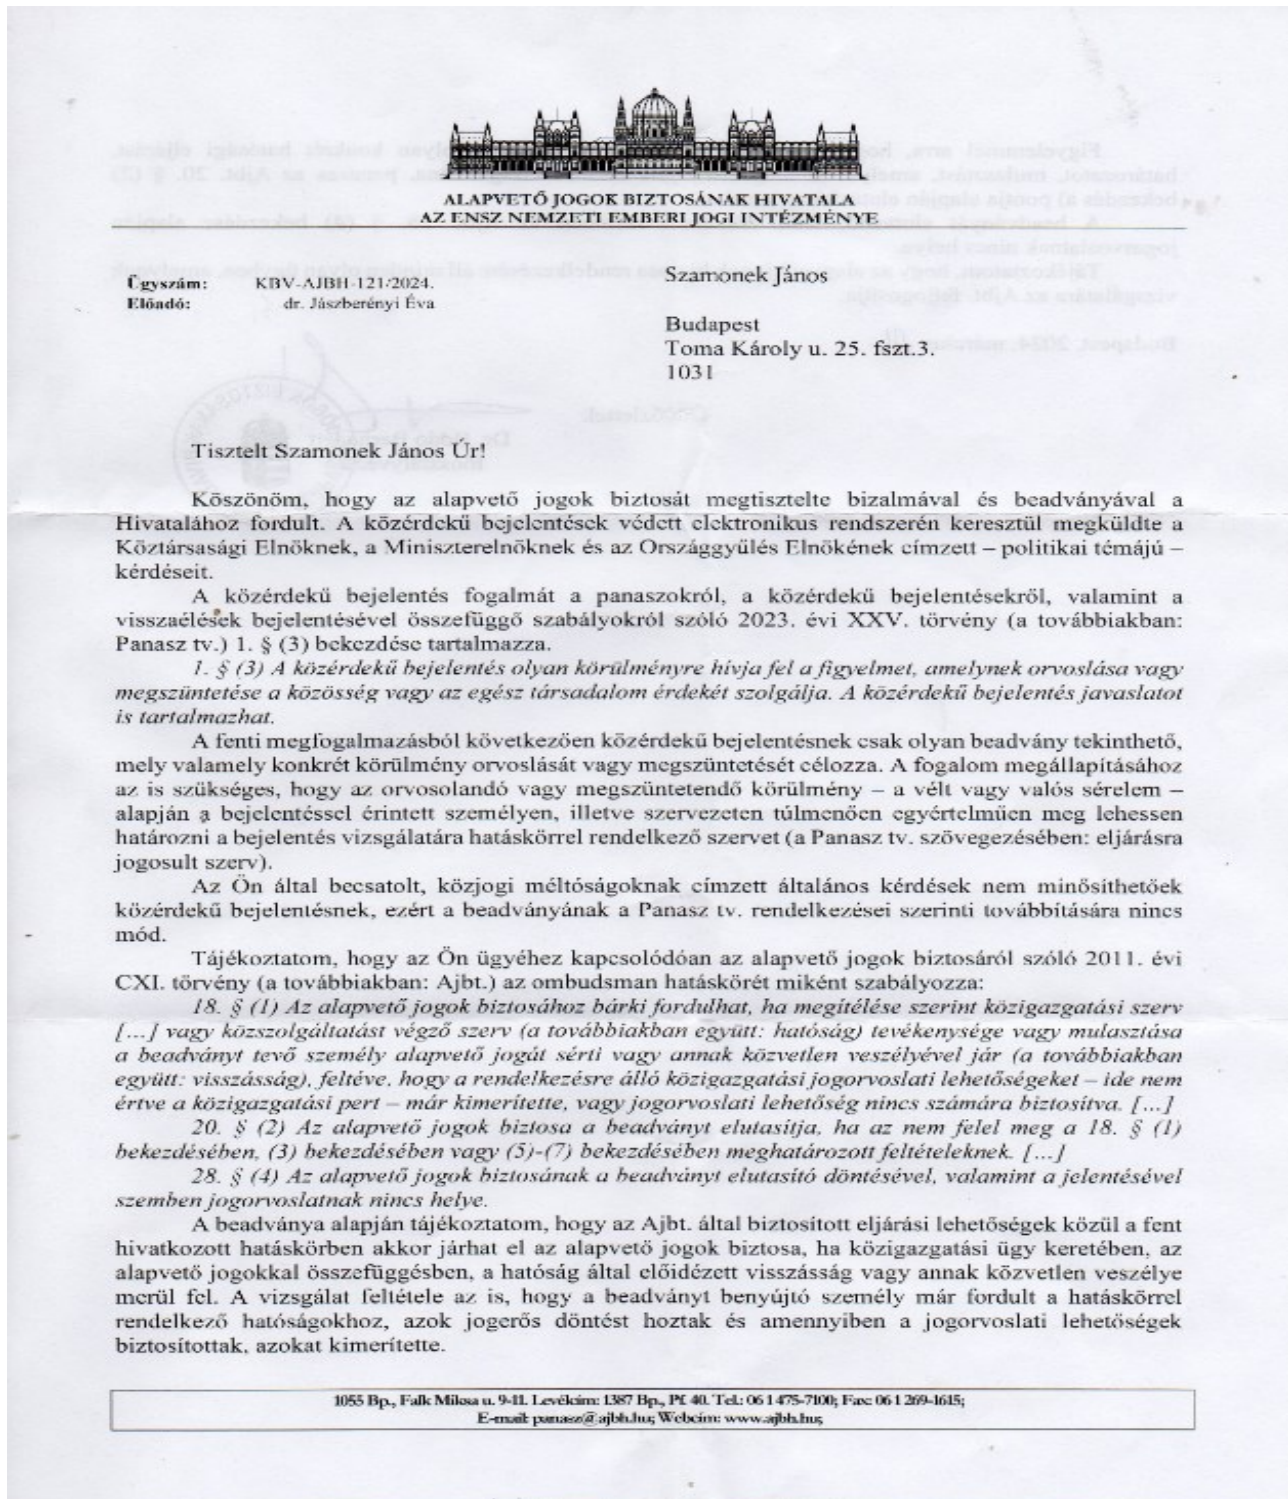 ALAPVETŐ JOGOK BIZTOSÁNAK HIVATALA
AZ ENSZ NEMZETI EMBERI JOGI INTÉZMÉNYE
Ügyszám: KBV-AJBH-121/2024.
Előadó: dr. Jászberényi Éva
Szamonek János
Budapest
Toma Károly u. 25. fszt.3.
1031
Tisztelt Szamonek János Úr!
Köszönöm, hogy az alapvető jogok biztosát megtisztelte bizalmával és beadványával a
Hivatalához fordult. A közérdekű bejelentések védett elektronikus rendszerén keresztül megküldte a
Köztársasági Elnöknek, a Miniszterelnöknek és az Országgyűlés Elnökének címzett – politikai témájú –
kérdéseit.
A közérdekű bejelentés fogalmát a panaszokról, a közérdekű bejelentésekről, valamint a
visszaélések bejelentésével összefüggő szabályokról szóló 2023. évi XXV. törvény (a továbbiakban:
Panasz tv.) 1. § (3) bekezdése tartalmazza.
1. § (3) A közérdekű bejelentés olyan körülményre hívja fel a figyelmet, amelynek orvoslása vagy
megszüntetése a közösség vagy az egész társadalom érdekét szolgálja. A közérdekű bejelentés javaslatot
is tartalmazhat.
A fenti megfogalmazásból következően közérdekű bejelentésnek csak olyan beadvány tekinthető,
mely valamely konkrét körülmény orvoslását vagy megszüntetését célozza. A fogalom megállapításához
az is szükséges, hogy az orvosolandó vagy megszüntetendő körülmény – a vélt vagy valós sérelem –
alapján a bejelentéssel érintett személyen, illetve szervezeten túlmenően egyértelműen meg lehessen
határozni a bejelentés vizsgálatára hatáskörrel rendelkező szervet (a Panasz tv. szövegezésében: eljárásra
jogosult szerv).
Az Ön által becsatolt, közjogi méltóságoknak címzett általános kérdések nem minősíthetőek
közérdekű bejelentésnek, ezért a beadványának a Panasz tv. rendelkezései szerinti továbbítására nincs
mód.
Tájékoztatom, hogy az Ön ügyéhez kapcsolódóan az alapvető jogok biztosáról szóló 2011. évi
CXI. törvény (a továbbiakban: Ajbt.) az ombudsman hatáskörét miként szabályozza:
18. § (1) Az alapvető jogok biztosához bárki fordulhat, ha megítélése szerint közigazgatási szerv
[...] vagy közszolgáltatást végző szerv (a továbbiakban együtt: hatóság) tevékenysége vagy mulasztása
a beadványt tevő személy alapvető jogát sérti vagy annak közvetlen veszélyével jár (a továbbiakban
együtt: visszásság), feltéve, hogy a rendelkezésre álló közigazgatási jogorvoslati lehetőségeket – ide nem
értve a közigazgatási pert – már kimerítette, vagy jogorvoslati lehetőség nincs számára biztosítva. [...]
20. § (2) Az alapvető jogok biztosa a beadványt elutasítja, ha az nem felel meg a 18. § (1)
bekezdésében, (3) bekezdésében vagy (5)-(7) bekezdésében meghatározott feltételeknek. [...]
28. § (4) Az alapvető jogok biztosának a beadványt elutasító döntésével, valamint a jelentésével
szemben jogorvoslatnak nincs helye.
A beadványa alapján tájékoztatom, hogy az Ajbt. által biztosított eljárási lehetőségek közül a fent
hivatkozott hatáskörben akkor járhat el az alapvető jogok biztosa, ha közigazgatási ügy keretében, az
alapvető jogokkal összefüggésben, a hatóság által előidézett visszásság vagy annak közvetlen veszélye
merül fel. A vizsgálat feltétele az is, hogy a beadványt benyújtó személy már fordult a hatáskörrel
rendelkező hatóságokhoz, azok jogerős döntést hoztak és amennyiben a jogorvoslati lehetőségek
biztosítottak, azokat kimerítette.
1055 Bp., Falk Miksa u. 9-11. Levélcím: 1387 Bp., Pf. 40. Tel.: 06 1 475-7100; Fax: 06 1 269-1615;
E-mail: panasz@ajbh.hu; Webcím: www.ajbh.hu;